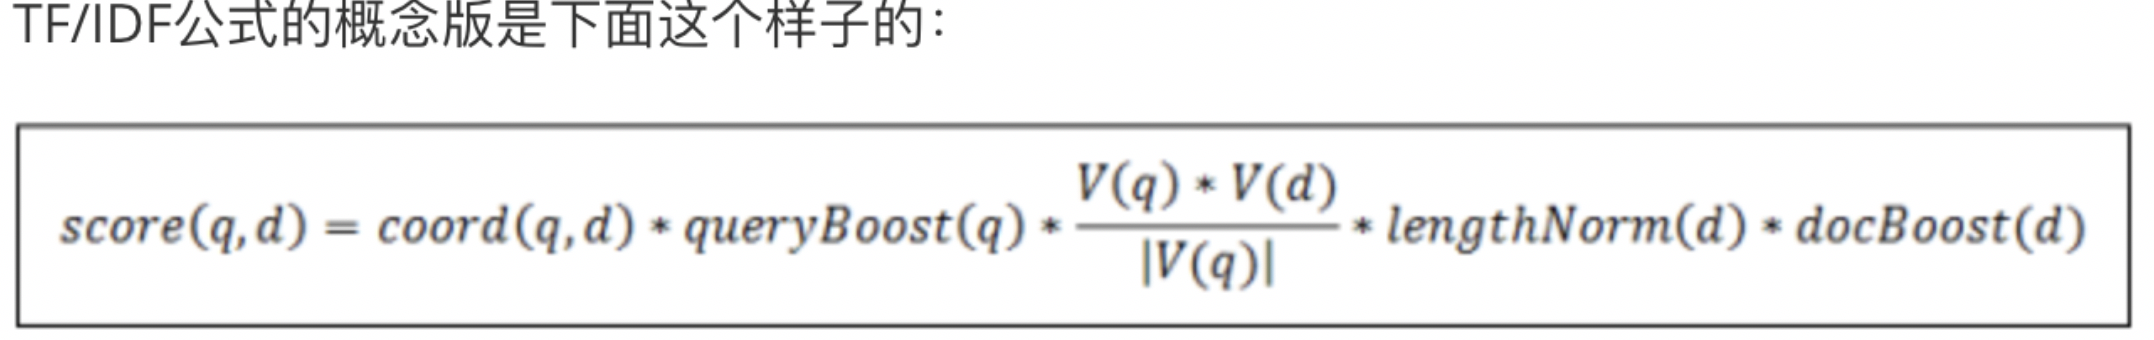 TF/IDF公式的概念版是下面这个样子的：
score(q,d) = coord(q,d) * queryBoost(q) * \frac{V(q) * V(d)}{|V(q)|} * lengthNorm(d) * docBoost(d)